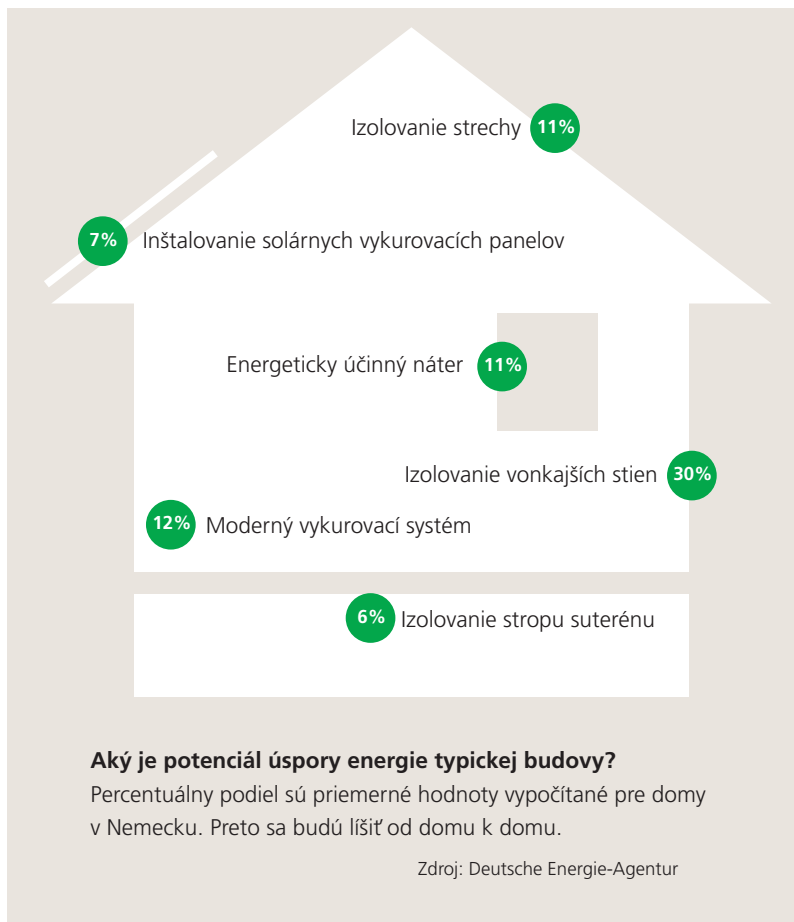 Izolovanie strechy 11%
7% Inštalovanie solárnych vykurovacích panelov
Energeticky účinný náter 11%
Izolovanie vonkajších stien 30%
12% Moderný vykurovací systém
6% Izolovanie stropu suterénu
Aký je potenciál úspory energie typickej budovy?
Percentuálny podiel sú priemerné hodnoty vypočítané pre domy
v Nemecku. Preto sa budú líšiť od domu k domu.
Zdroj: Deutsche Energie-Agentur